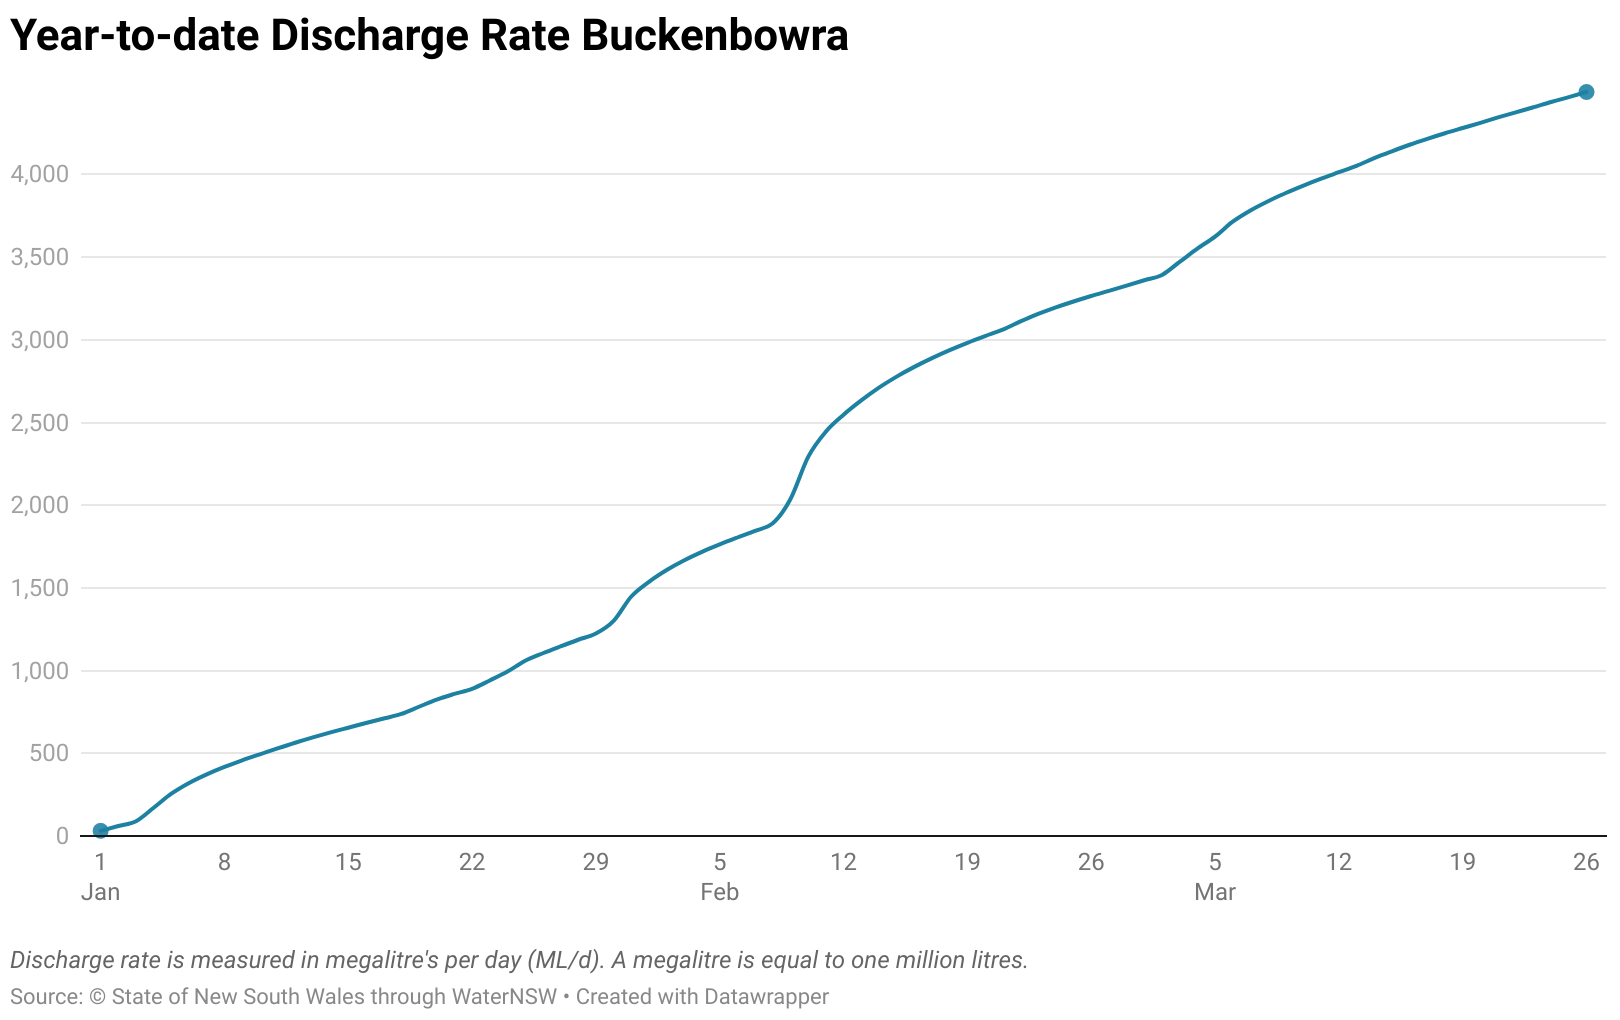 Year-to-date Discharge Rate Buckenbowra
4,000
3,500
3,000
2,500
2,000
1,500
1,000
500
0
1 8 15 22 29 5 12 19 26 5 12 19 26
Jan Feb Mar
Discharge rate is measured in megalitre's per day (ML/d). A megalitre is equal to one million litres.
Source: © State of New South Wales through WaterNSW • Created with Datawrapper